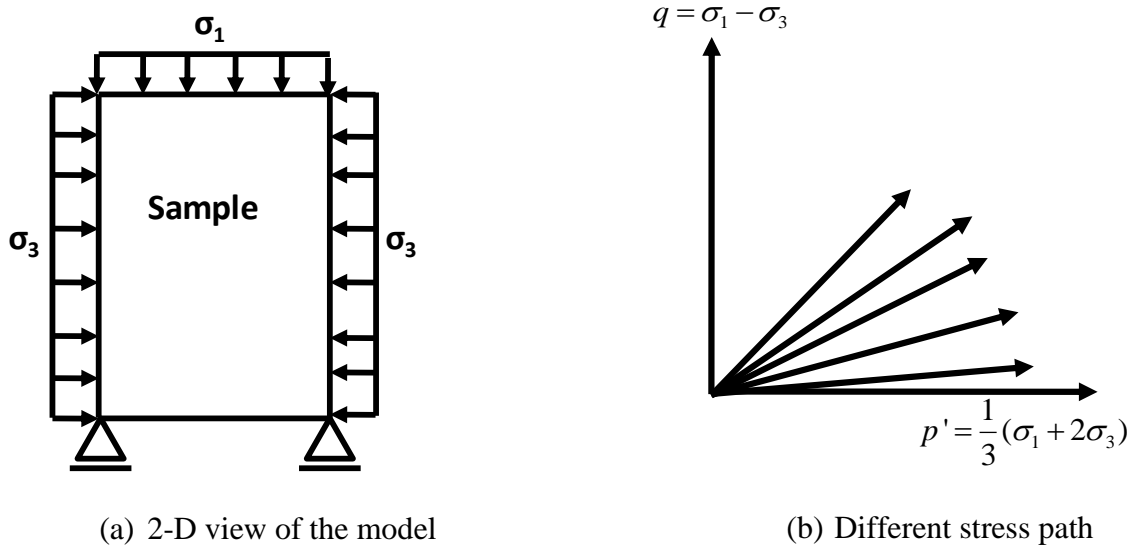 σ1
σ3
Sample
σ3
(a) 2-D view of the model
q = σ1 − σ3
p' = 1/3 (σ1 + 2σ3)
(b) Different stress path